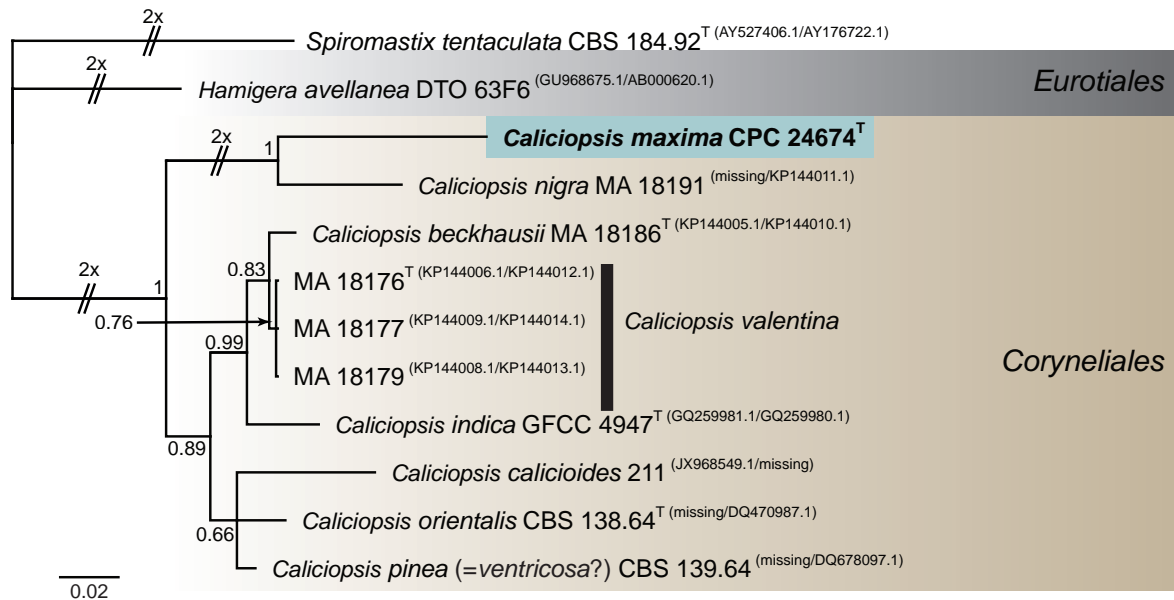 2x
Spiromastix tentaculata CBS 184.92T (AY527406.1/AY176722.1)
2x
Hamigera avellanea DTO 63F6 (GU968675.1/AB000620.1)
Eurotiales
2x
1
Caliciopsis maxima CPC 24674T
Caliciopsis nigra MA 18191 (missing/KP144011.1)
Caliciopsis beckhausii MA 18186T (KP144005.1/KP144010.1)
0.83
MA 18176T (KP144006.1/KP144012.1)
2x
1
0.76
MA 18177 (KP144009.1/KP144014.1)
Caliciopsis valentina
0.99
MA 18179 (KP144008.1/KP144013.1)
Coryneliales
Caliciopsis indica GFCC 4947T (GQ259981.1/GQ259980.1)
0.89
Caliciopsis calicioides 211 (JX968549.1/missing)
Caliciopsis orientalis CBS 138.64T (missing/DQ470987.1)
0.66
Caliciopsis pinea (=ventricosa?) CBS 139.64 (missing/DQ678097.1)
0.02